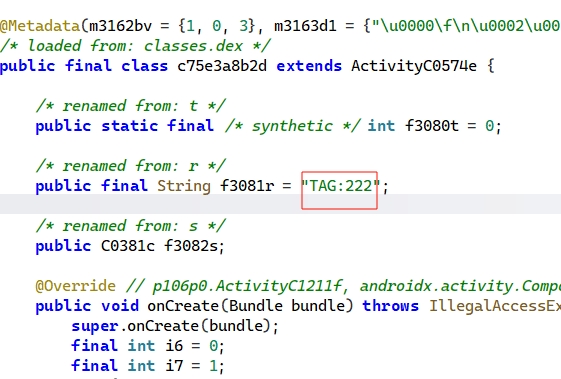 @Metadata(m3162bv = {1, 0, 3}, m3163d1 = {"\u0000\f\n\u0002\u00
/* loaded from: classes.dex */
public final class c75e3a8b2d extends ActivityC0574e {
/* renamed from: t */
public static final /* synthetic */ int f3080t = 0;
/* renamed from: r */
public final String f3081r = "TAG:222";
/* renamed from: s */
public C0381c f3082s;
@Override // p106p0.ActivityC1211f, androidx.activity.Compo
public void onCreate(Bundle bundle) throws IllegalAccessEx
super.onCreate(bundle);
final int i6 = 0;
final int i7 = 1;